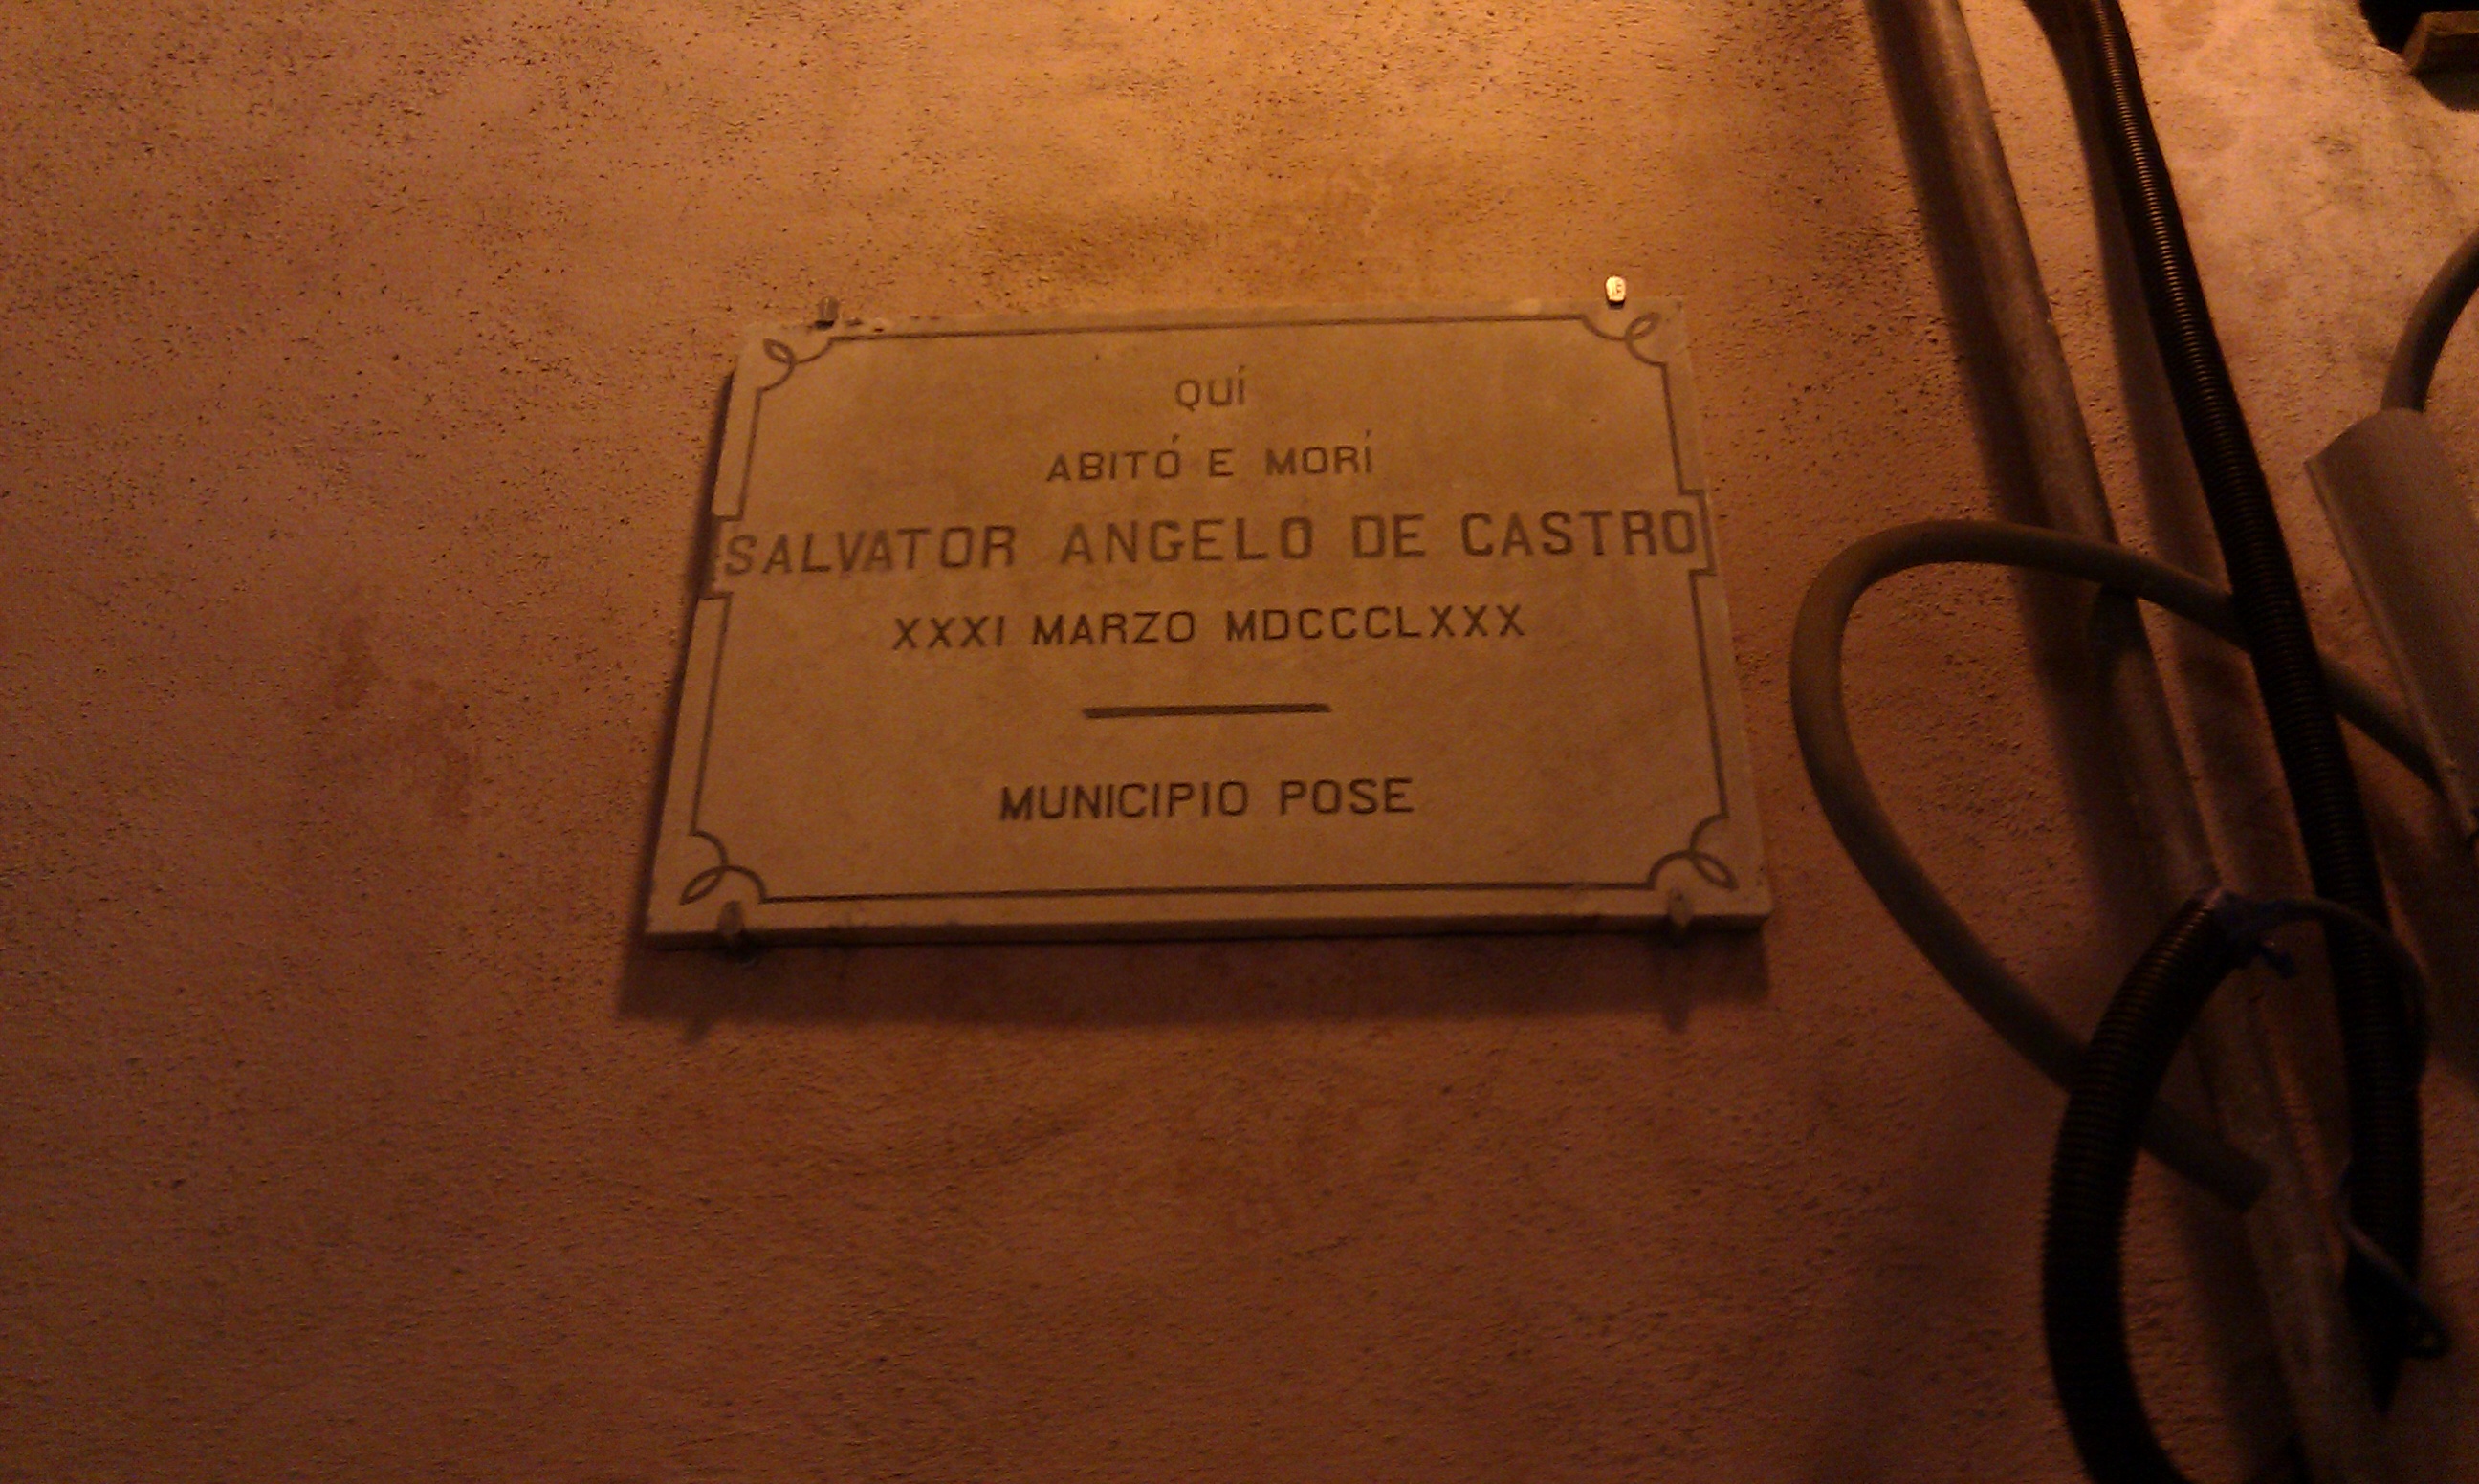 QUÍ
ABITÓ E MORÍ
SALVATOR ANGELO DE CASTRO
XXXI MARZO MDCCCLXXX
MUNICIPIO POSE